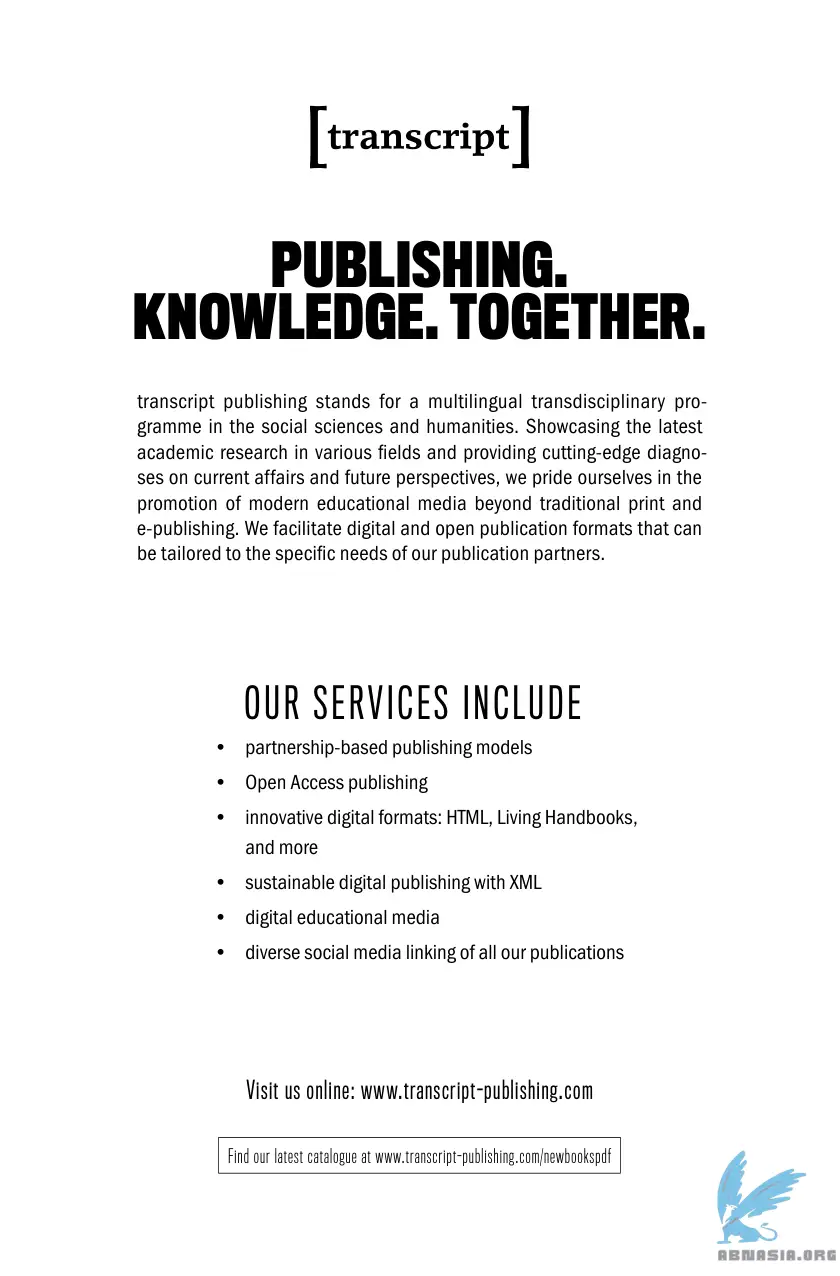 [transcript]
PUBLISHING.
KNOWLEDGE. TOGETHER.
transcript publishing stands for a multilingual transdisciplinary pro-
gramme in the social sciences and humanities. Showcasing the latest
academic research in various fields and providing cutting-edge diagno-
ses on current affairs and future perspectives, we pride ourselves in the
promotion of modern educational media beyond traditional print and
e-publishing. We facilitate digital and open publication formats that can
be tailored to the specific needs of our publication partners.
OUR SERVICES INCLUDE
• partnership-based publishing models
• Open Access publishing
• innovative digital formats: HTML, Living Handbooks,
and more
• sustainable digital publishing with XML
• digital educational media
• diverse social media linking of all our publications
Visit us online: www.transcript-publishing.com
Find our latest catalogue at www.transcript-publishing.com/newbookspdf
ABNASIA.ORG